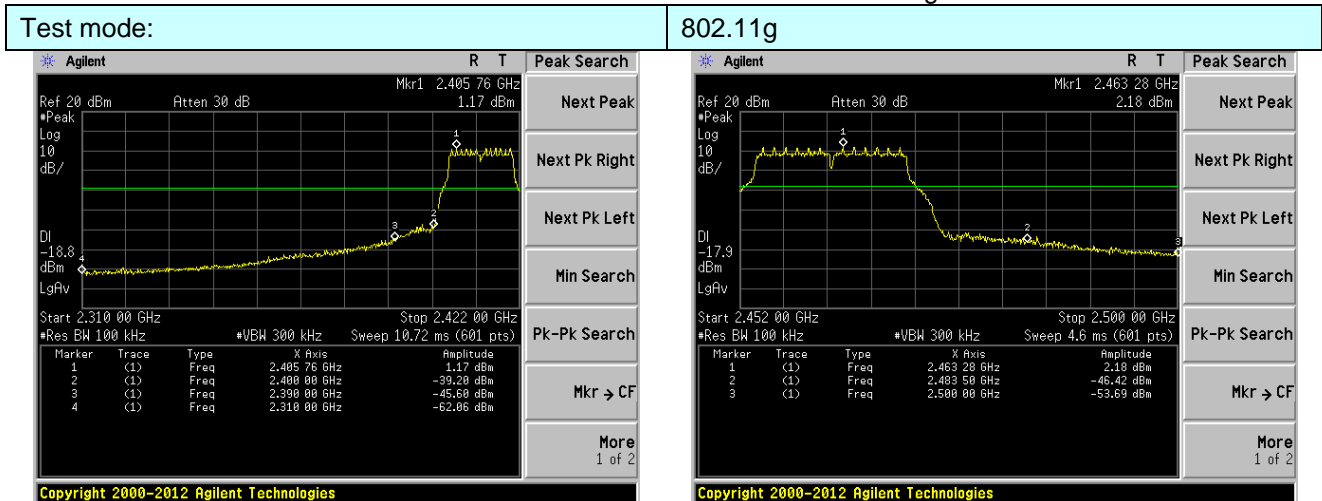 Test mode: 802.11g
Agilent R T Peak Search
Mkr1 2.405 76 GHz
Ref 20 dBm Atten 30 dB 1.17 dBm
#Peak
Log
10
dB/
1
2
3
4
DI
-18.8
dBm
LgAv
Start 2.310 00 GHz Stop 2.422 00 GHz
#Res BW 100 kHz #VBW 300 kHz Sweep 10.72 ms (601 pts)
Marker Trace Type X Axis Amplitude
1 (1) Freq 2.405 76 GHz 1.17 dBm
2 (1) Freq 2.400 00 GHz -39.20 dBm
3 (1) Freq 2.390 00 GHz -45.60 dBm
4 (1) Freq 2.310 00 GHz -62.06 dBm
Next Peak
Next Pk Right
Next Pk Left
Min Search
Pk-Pk Search
Mkr → CF
More
1 of 2
Copyright 2000-2012 Agilent Technologies
Agilent R T Peak Search
Mkr1 2.463 28 GHz
Ref 20 dBm Atten 30 dB 2.18 dBm
#Peak
Log
10
dB/
1
2
3
DI
-17.9
dBm
LgAv
Start 2.452 00 GHz Stop 2.500 00 GHz
#Res BW 100 kHz #VBW 300 kHz Sweep 4.6 ms (601 pts)
Marker Trace Type X Axis Amplitude
1 (1) Freq 2.463 28 GHz 2.18 dBm
2 (1) Freq 2.483 50 GHz -46.42 dBm
3 (1) Freq 2.500 00 GHz -53.69 dBm
Next Peak
Next Pk Right
Next Pk Left
Min Search
Pk-Pk Search
Mkr → CF
More
1 of 2
Copyright 2000-2012 Agilent Technologies